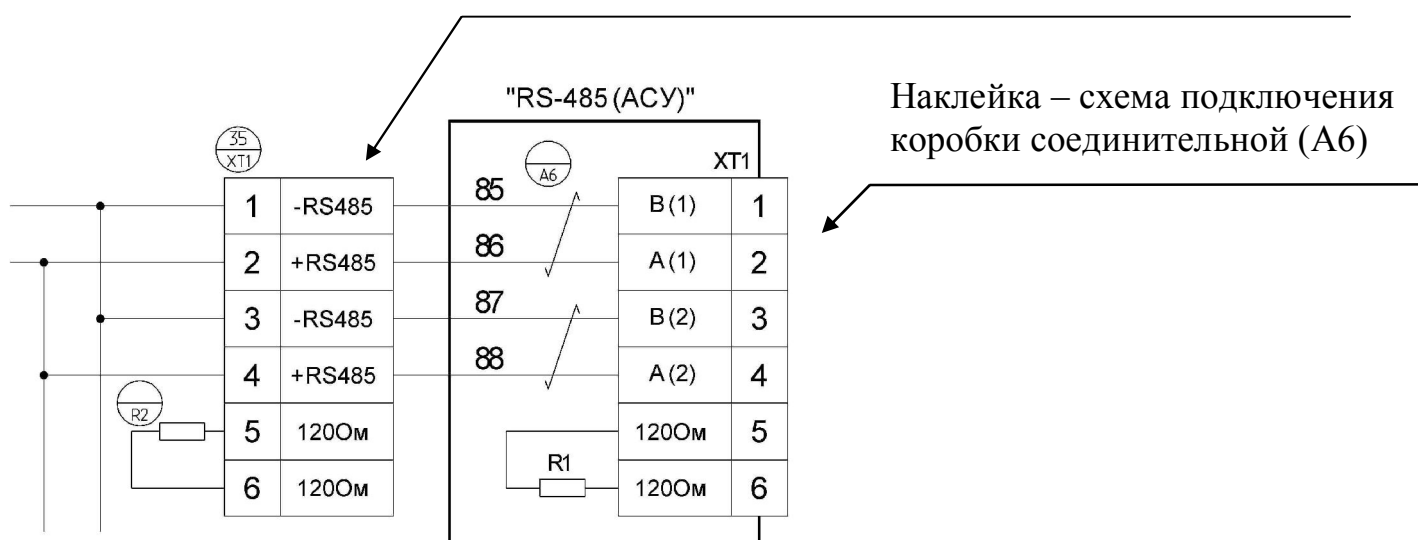 "RS-485 (АСУ)"
Наклейка – схема подключения
коробки соединительной (А6)
35
XT1
A6
XT1
1 -RS485 85 B (1) 1
2 +RS485 86 A (1) 2
3 -RS485 87 B (2) 3
4 +RS485 88 A (2) 4
R2
5 120Ом 120Ом 5
R1
6 120Ом 120Ом 6